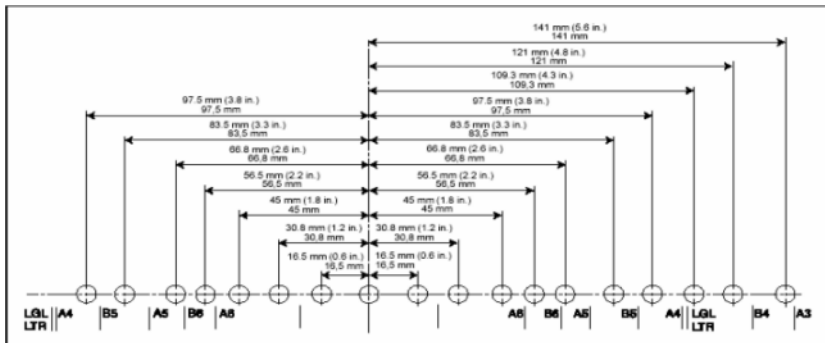 141 mm (5.6 in.)
141 mm
121 mm (4.8 in.)
121 mm
109.3 mm (4.3 in.)
109,3 mm
97.5 mm (3.8 in.)
97,5 mm
97.5 mm (3.8 in.)
97,5 mm
83.5 mm (3.3 in.)
83,5 mm
83.5 mm (3.3 in.)
83,5 mm
66.8 mm (2.6 in.)
66,8 mm
66.8 mm (2.6 in.)
66,8 mm
56.5 mm (2.2 in.)
56,5 mm
56.5 mm (2.2 in.)
56,5 mm
45 mm (1.8 in.)
45 mm
45 mm (1.8 in.)
45 mm
30.8 mm (1.2 in.)
30,8 mm
30.8 mm (1.2 in.)
30,8 mm
16.5 mm (0.6 in.)
16,5 mm
16.5 mm (0.6 in.)
16,5 mm
LGL A4 B5 A5 B6 A6 A6 B6 A5 B5 A4 LGL B4 A3
LTR LTR